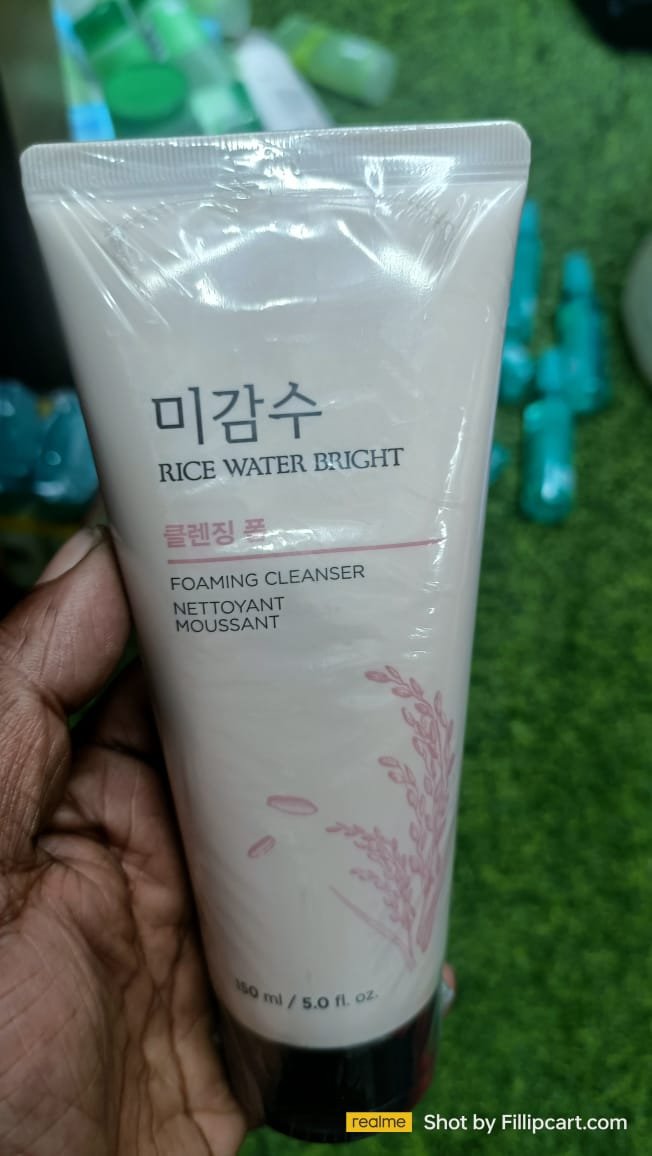 미감수
RICE WATER BRIGHT
클렌징 폼
FOAMING CLEANSER
NETTOYANT
MOUSSANT
150 ml / 5.0 fl. oz.
realme Shot by Fillipcart.com